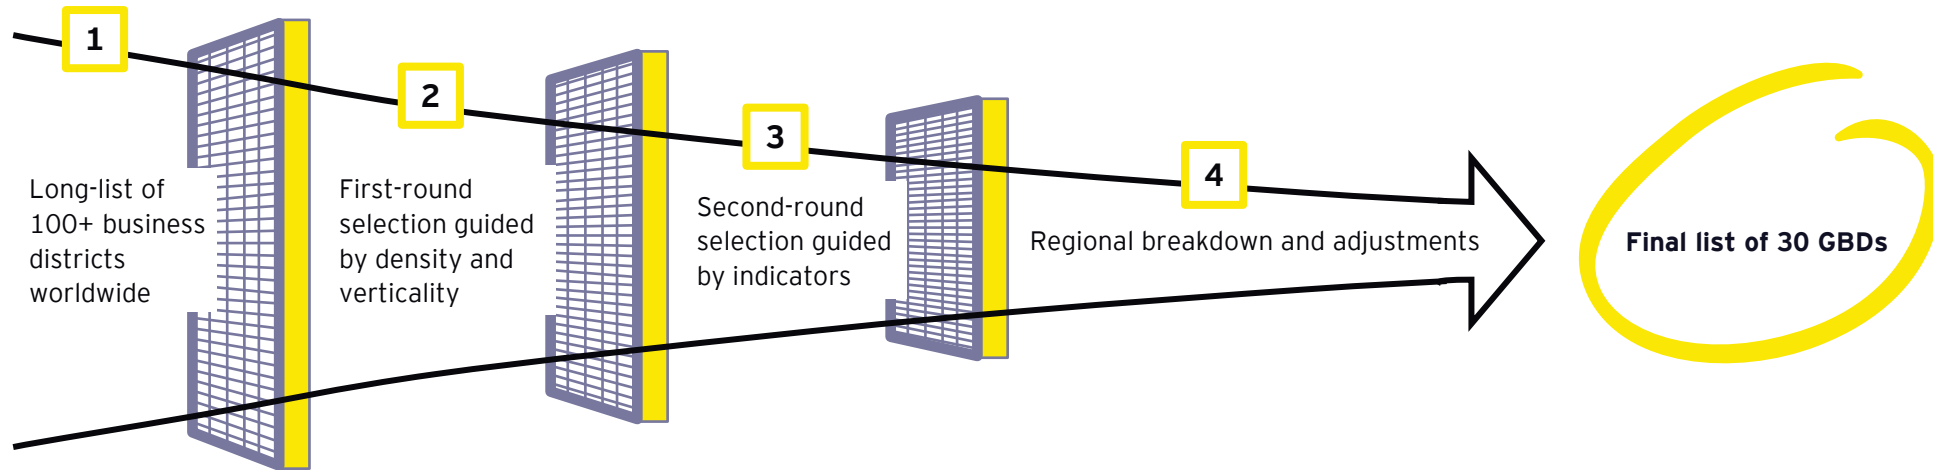 1
Long-list of
100+ business
districts
worldwide
2
First-round
selection guided
by density and
verticality
3
Second-round
selection guided
by indicators
4
Regional breakdown and adjustments
Final list of 30 GBDs